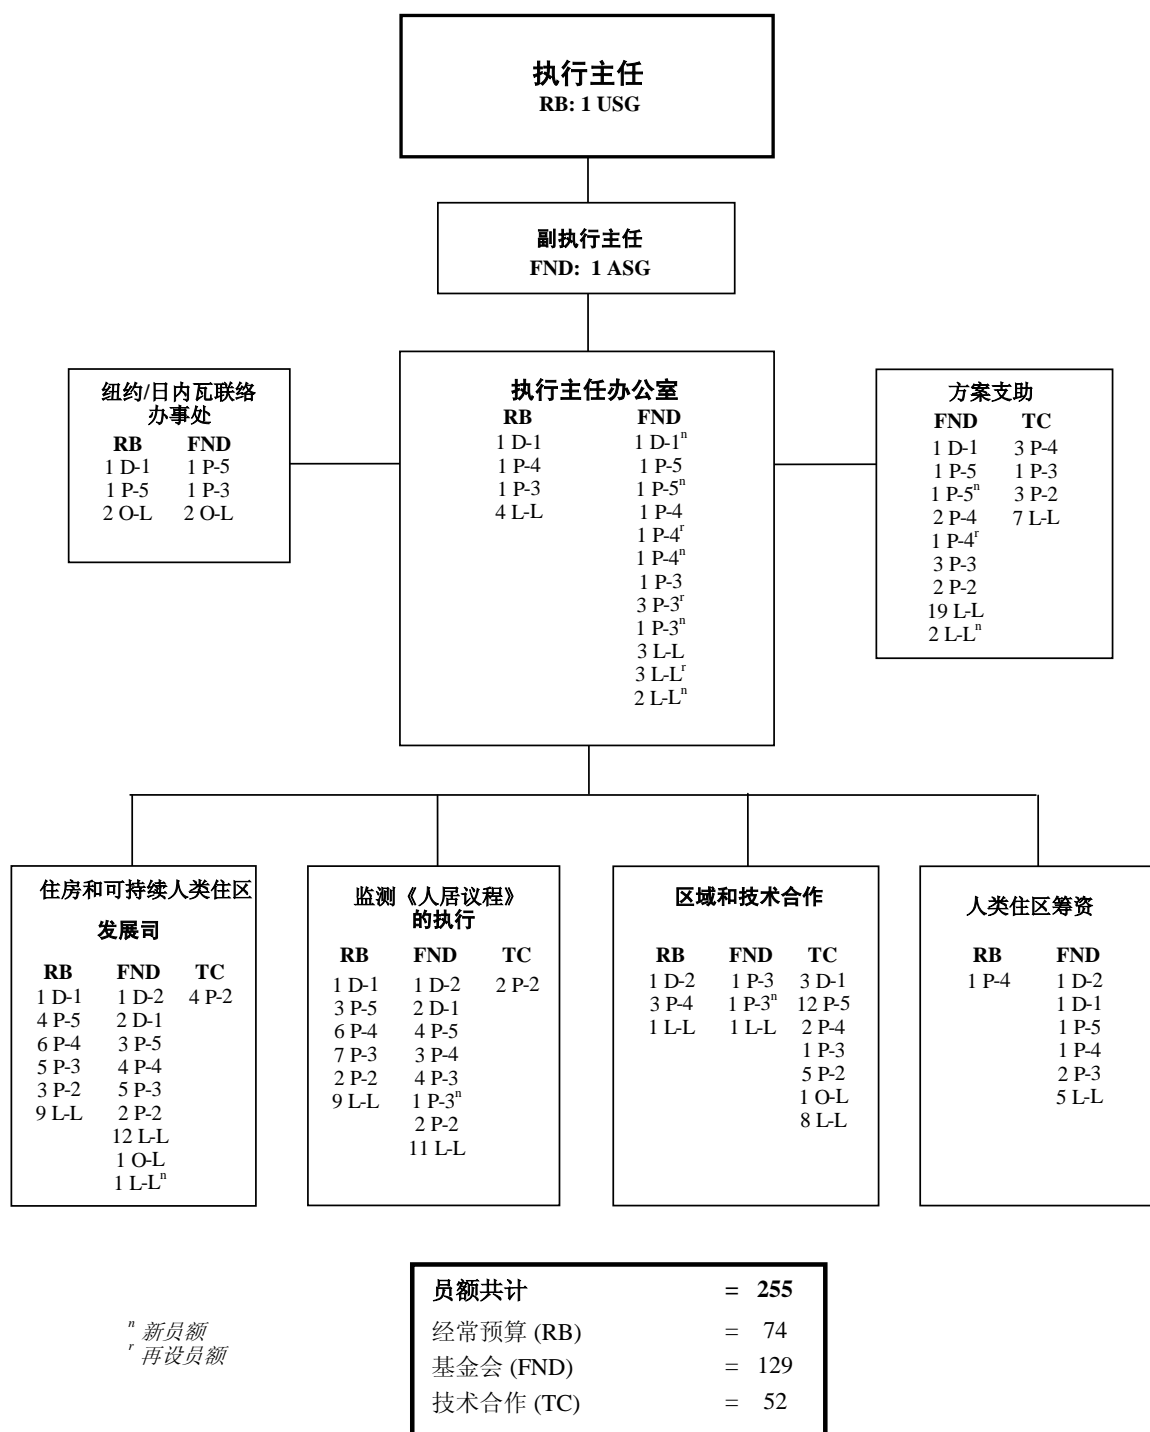 执行主任
RB: 1 USG
副执行主任
FND: 1 ASG
纽约/日内瓦联络
办事处
RB FND
1 D-1 1 P-5
1 P-5 1 P-3
2 O-L 2 O-L
执行主任办公室
RB FND
1 D-1 1 D-1ⁿ
1 P-4 1 P-5
1 P-3 1 P-5ⁿ
4 L-L 1 P-4
1 P-4ʳ
1 P-4ⁿ
1 P-3
3 P-3ʳ
1 P-3ⁿ
3 L-L
3 L-Lʳ
2 L-Lⁿ
方案支助
FND TC
1 D-1 3 P-4
1 P-5 1 P-3
1 P-5ⁿ 3 P-2
2 P-4 7 L-L
1 P-4ʳ
3 P-3
2 P-2
19 L-L
2 L-Lⁿ
住房和可持续人类住区
发展司
RB FND TC
1 D-1 1 D-2 4 P-2
4 P-5 2 D-1
6 P-4 3 P-5
5 P-3 4 P-4
3 P-2 5 P-3
9 L-L 2 P-2
12 L-L
1 O-L
1 L-Lⁿ
监测《人居议程》
的执行
RB FND TC
1 D-1 1 D-2 2 P-2
3 P-5 2 D-1
6 P-4 4 P-5
7 P-3 3 P-4
2 P-2 4 P-3
9 L-L 1 P-3ⁿ
2 P-2
11 L-L
区域和技术合作
RB FND TC
1 D-2 1 P-3 3 D-1
3 P-4 1 P-3ⁿ 12 P-5
1 L-L 1 L-L 2 P-4
1 P-3
5 P-2
1 O-L
8 L-L
人类住区筹资
RB FND
1 P-4 1 D-2
1 D-1
1 P-5
1 P-4
2 P-3
5 L-L
ⁿ 新员额
ʳ 再设员额
员额共计 = 255
经常预算 (RB) = 74
基金会 (FND) = 129
技术合作 (TC) = 52